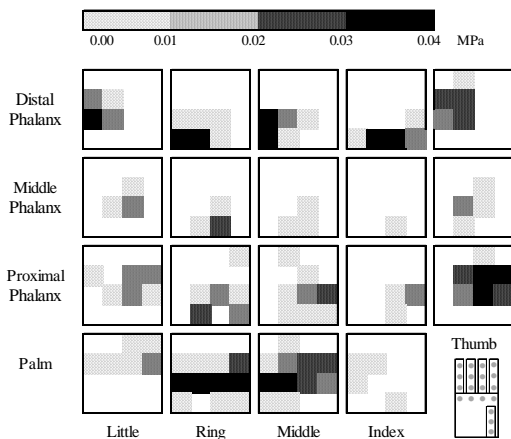 0.00 0.01 0.02 0.03 0.04 MPa
Distal
Phalanx
Middle
Phalanx
Proximal
Phalanx
Palm
Thumb
Little Ring Middle Index